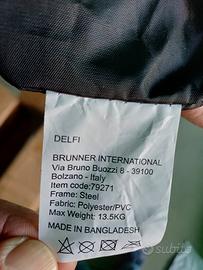 DELFI
BRUNNER INTERNATIONAL
Via Bruno Buozzi 8 - 39100
Bolzano - Italy
Item code:79271
Frame: Steel
Fabric: Polyester/PVC
Max Weight: 13.5KG
MADE IN BANGLADESH
subito